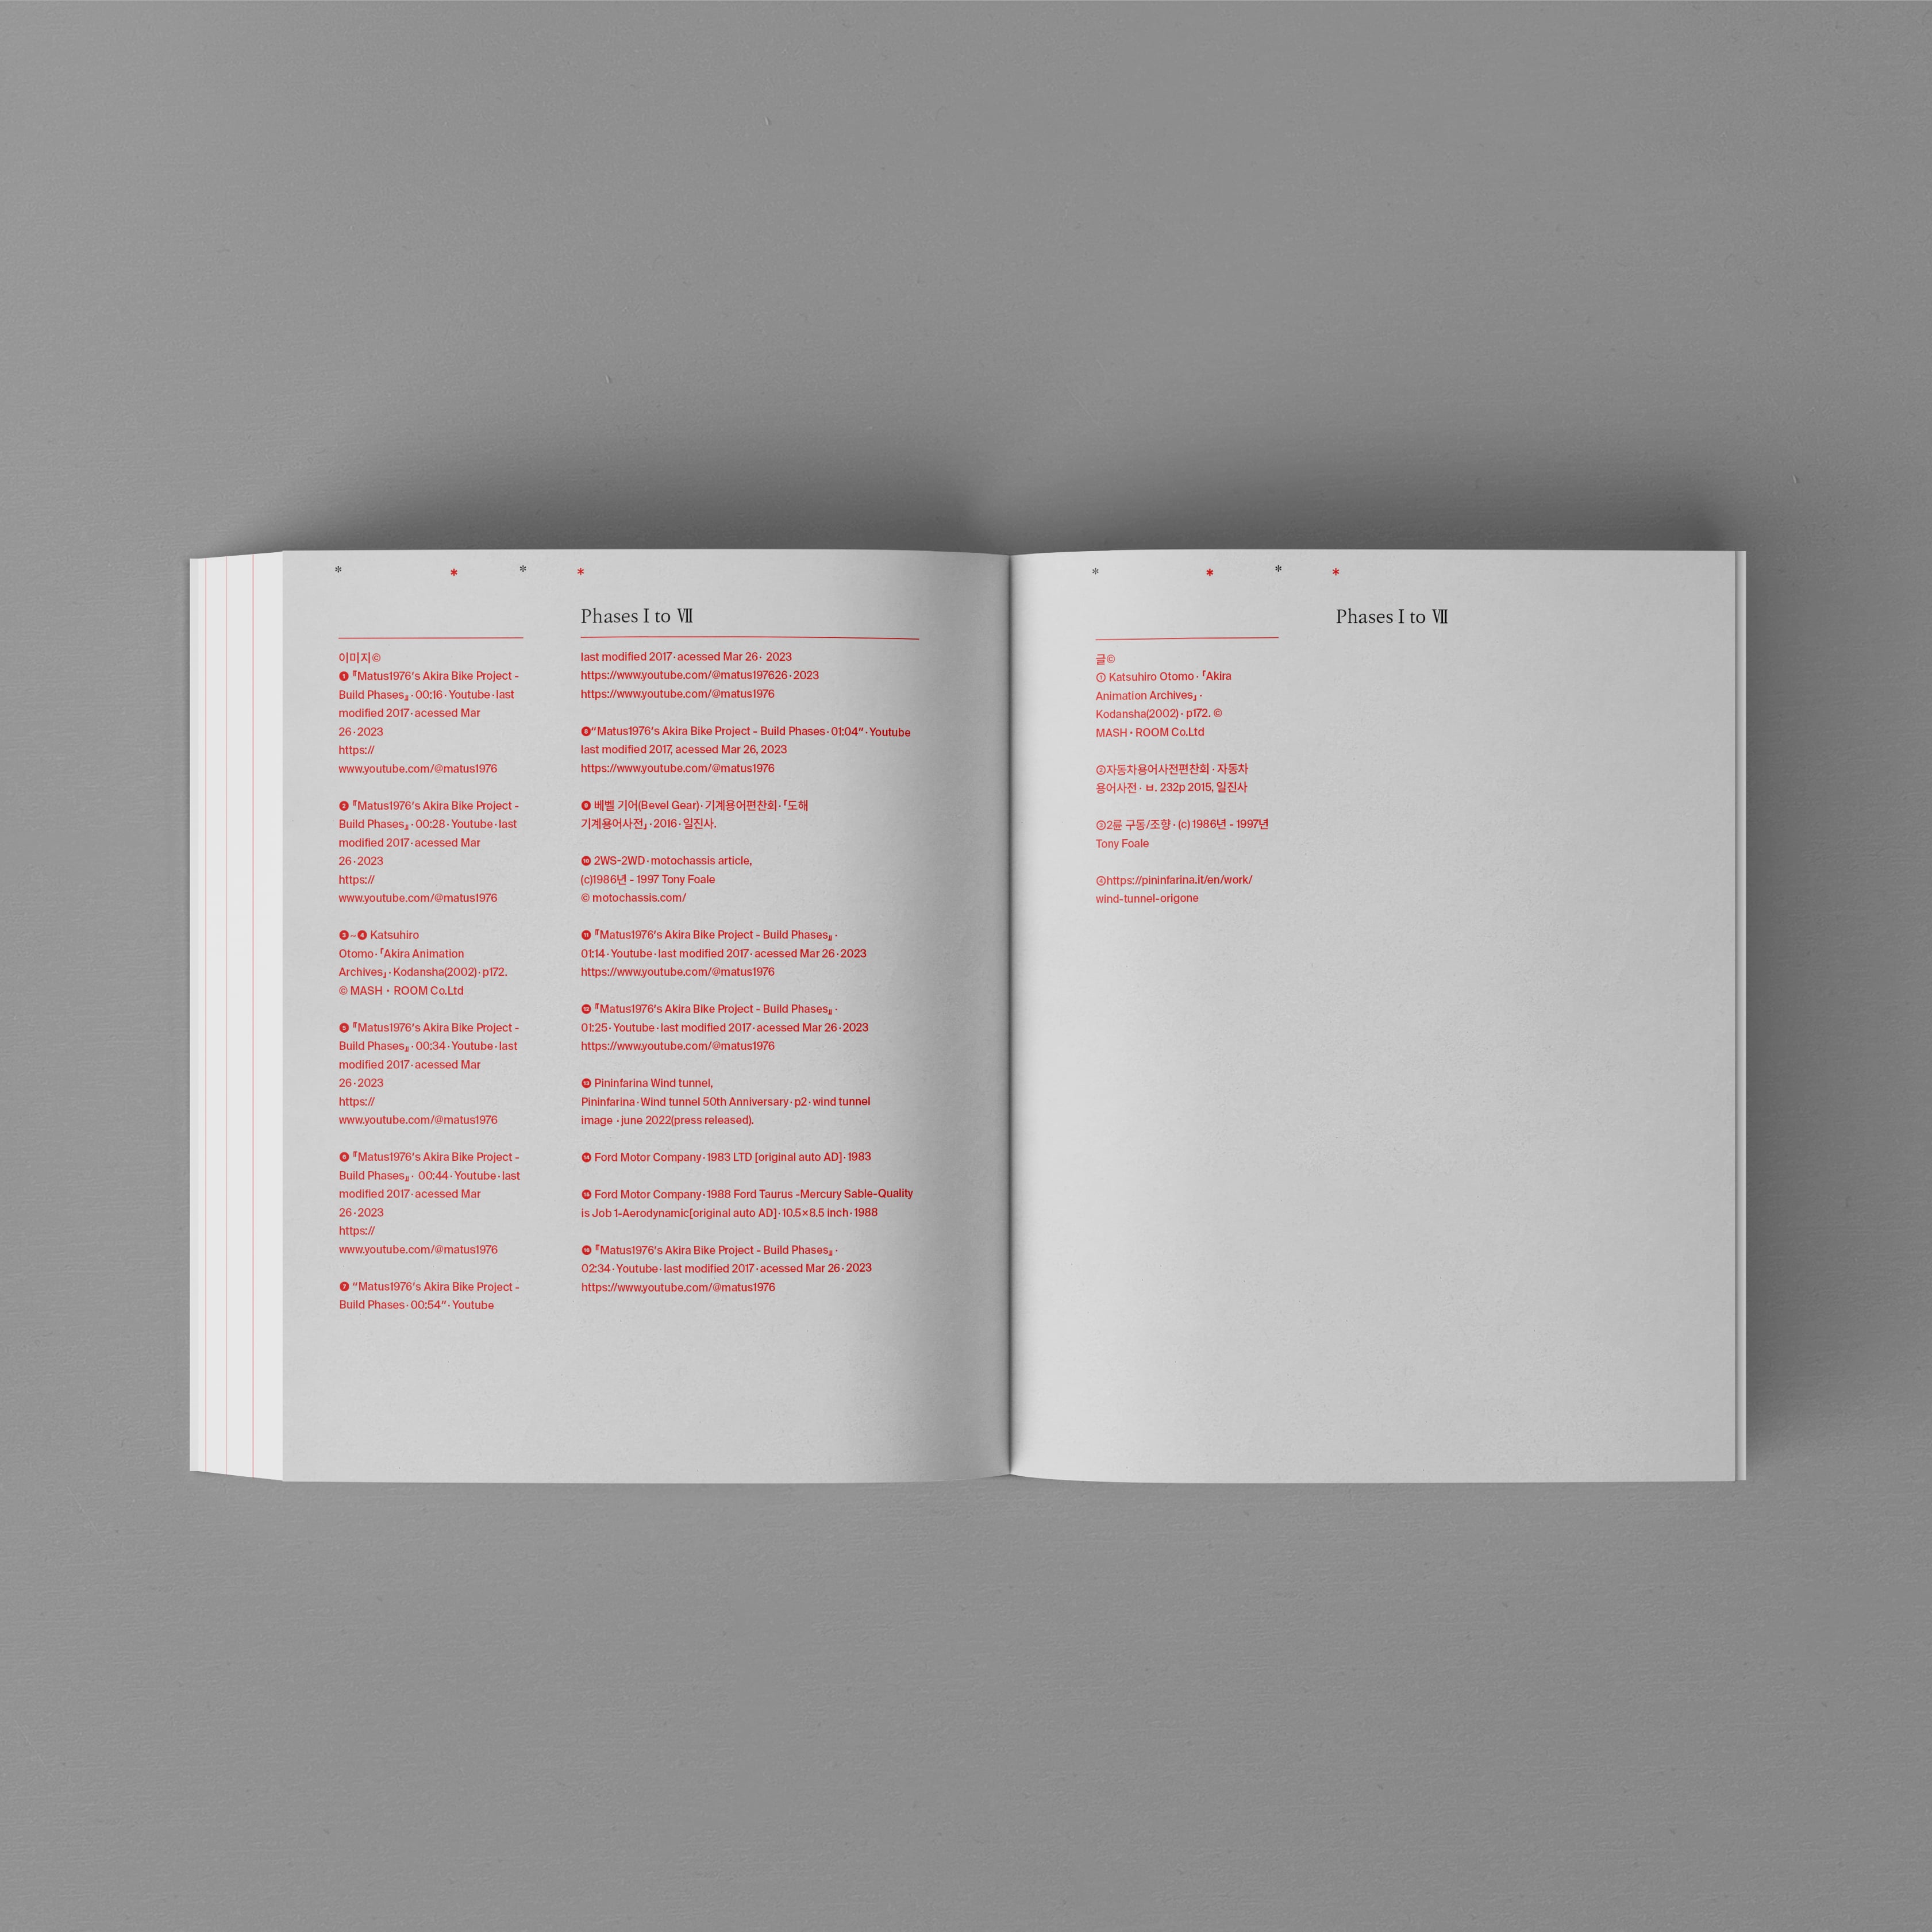 * * * *
Phases Ⅰ to Ⅶ
이미지©
❶ 『Matus1976's Akira Bike Project -
Build Phases』· 00:16 · Youtube · last
modified 2017 · acessed Mar
26 · 2023
https://
www.youtube.com/@matus1976
❷ 『Matus1976's Akira Bike Project -
Build Phases』· 00:28 · Youtube · last
modified 2017 · acessed Mar
26 · 2023
https://
www.youtube.com/@matus1976
❸~❹ Katsuhiro
Otomo · 「Akira Animation
Archives」· Kodansha(2002) · p172.
© MASH・ROOM Co.Ltd
❺ 『Matus1976's Akira Bike Project -
Build Phases』· 00:34 · Youtube · last
modified 2017 · acessed Mar
26 · 2023
https://
www.youtube.com/@matus1976
❻ 『Matus1976's Akira Bike Project -
Build Phases』· 00:44 · Youtube · last
modified 2017 · acessed Mar
26 · 2023
https://
www.youtube.com/@matus1976
❼ "Matus1976's Akira Bike Project -
Build Phases · 00:54" · Youtube
last modified 2017 · acessed Mar 26 · 2023
https://www.youtube.com/@matus197626 · 2023
https://www.youtube.com/@matus1976
❽"Matus1976's Akira Bike Project - Build Phases · 01:04" · Youtube
last modified 2017, acessed Mar 26, 2023
https://www.youtube.com/@matus1976
❾ 베벨 기어(Bevel Gear) · 기계용어편찬회 · 「도해
기계용어사전」· 2016 · 일진사.
❿ 2WS-2WD · motochassis article,
(c)1986년 - 1997 Tony Foale
© motochassis.com/
⓫ 『Matus1976's Akira Bike Project - Build Phases』·
01:14 · Youtube · last modified 2017 · acessed Mar 26 · 2023
https://www.youtube.com/@matus1976
⓬ 『Matus1976's Akira Bike Project - Build Phases』·
01:25 · Youtube · last modified 2017 · acessed Mar 26 · 2023
https://www.youtube.com/@matus1976
⓭ Pininfarina Wind tunnel,
Pininfarina · Wind tunnel 50th Anniversary · p2 · wind tunnel
image · june 2022(press released).
⓮ Ford Motor Company · 1983 LTD [original auto AD] · 1983
⓯ Ford Motor Company · 1988 Ford Taurus -Mercury Sable-Quality
is Job 1-Aerodynamic[original auto AD] · 10.5×8.5 inch · 1988
⓰ 『Matus1976's Akira Bike Project - Build Phases』·
02:34 · Youtube · last modified 2017 · acessed Mar 26 · 2023
https://www.youtube.com/@matus1976
* * * *
Phases Ⅰ to Ⅶ
글©
① Katsuhiro Otomo · 「Akira
Animation Archives」·
Kodansha(2002) · p172. ©
MASH・ROOM Co.Ltd
②자동차용어사전편찬회 · 자동차
용어사전 · ㅂ. 232p 2015, 일진사
③2륜 구동/조향 · (c) 1986년 - 1997년
Tony Foale
④https://pininfarina.it/en/work/
wind-tunnel-origone